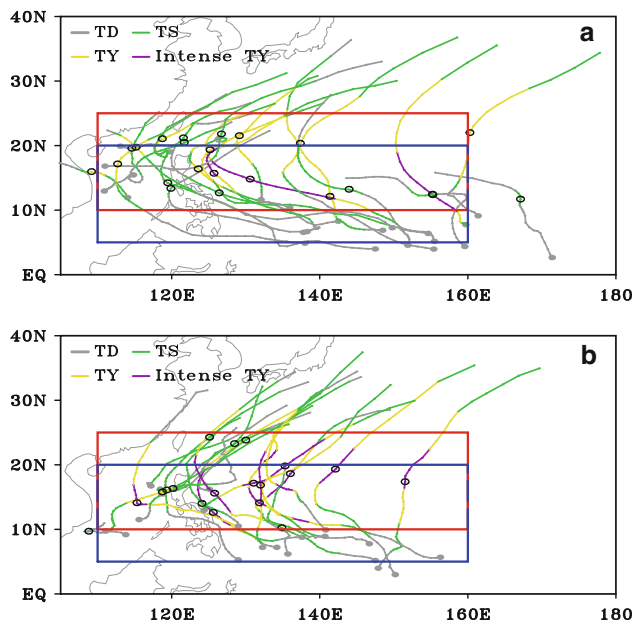 40N
a
TD TS
TY Intense TY
30N
20N
10N
EQ
120E 140E 160E 180
40N
b
TD TS
TY Intense TY
30N
20N
10N
EQ
120E 140E 160E 180